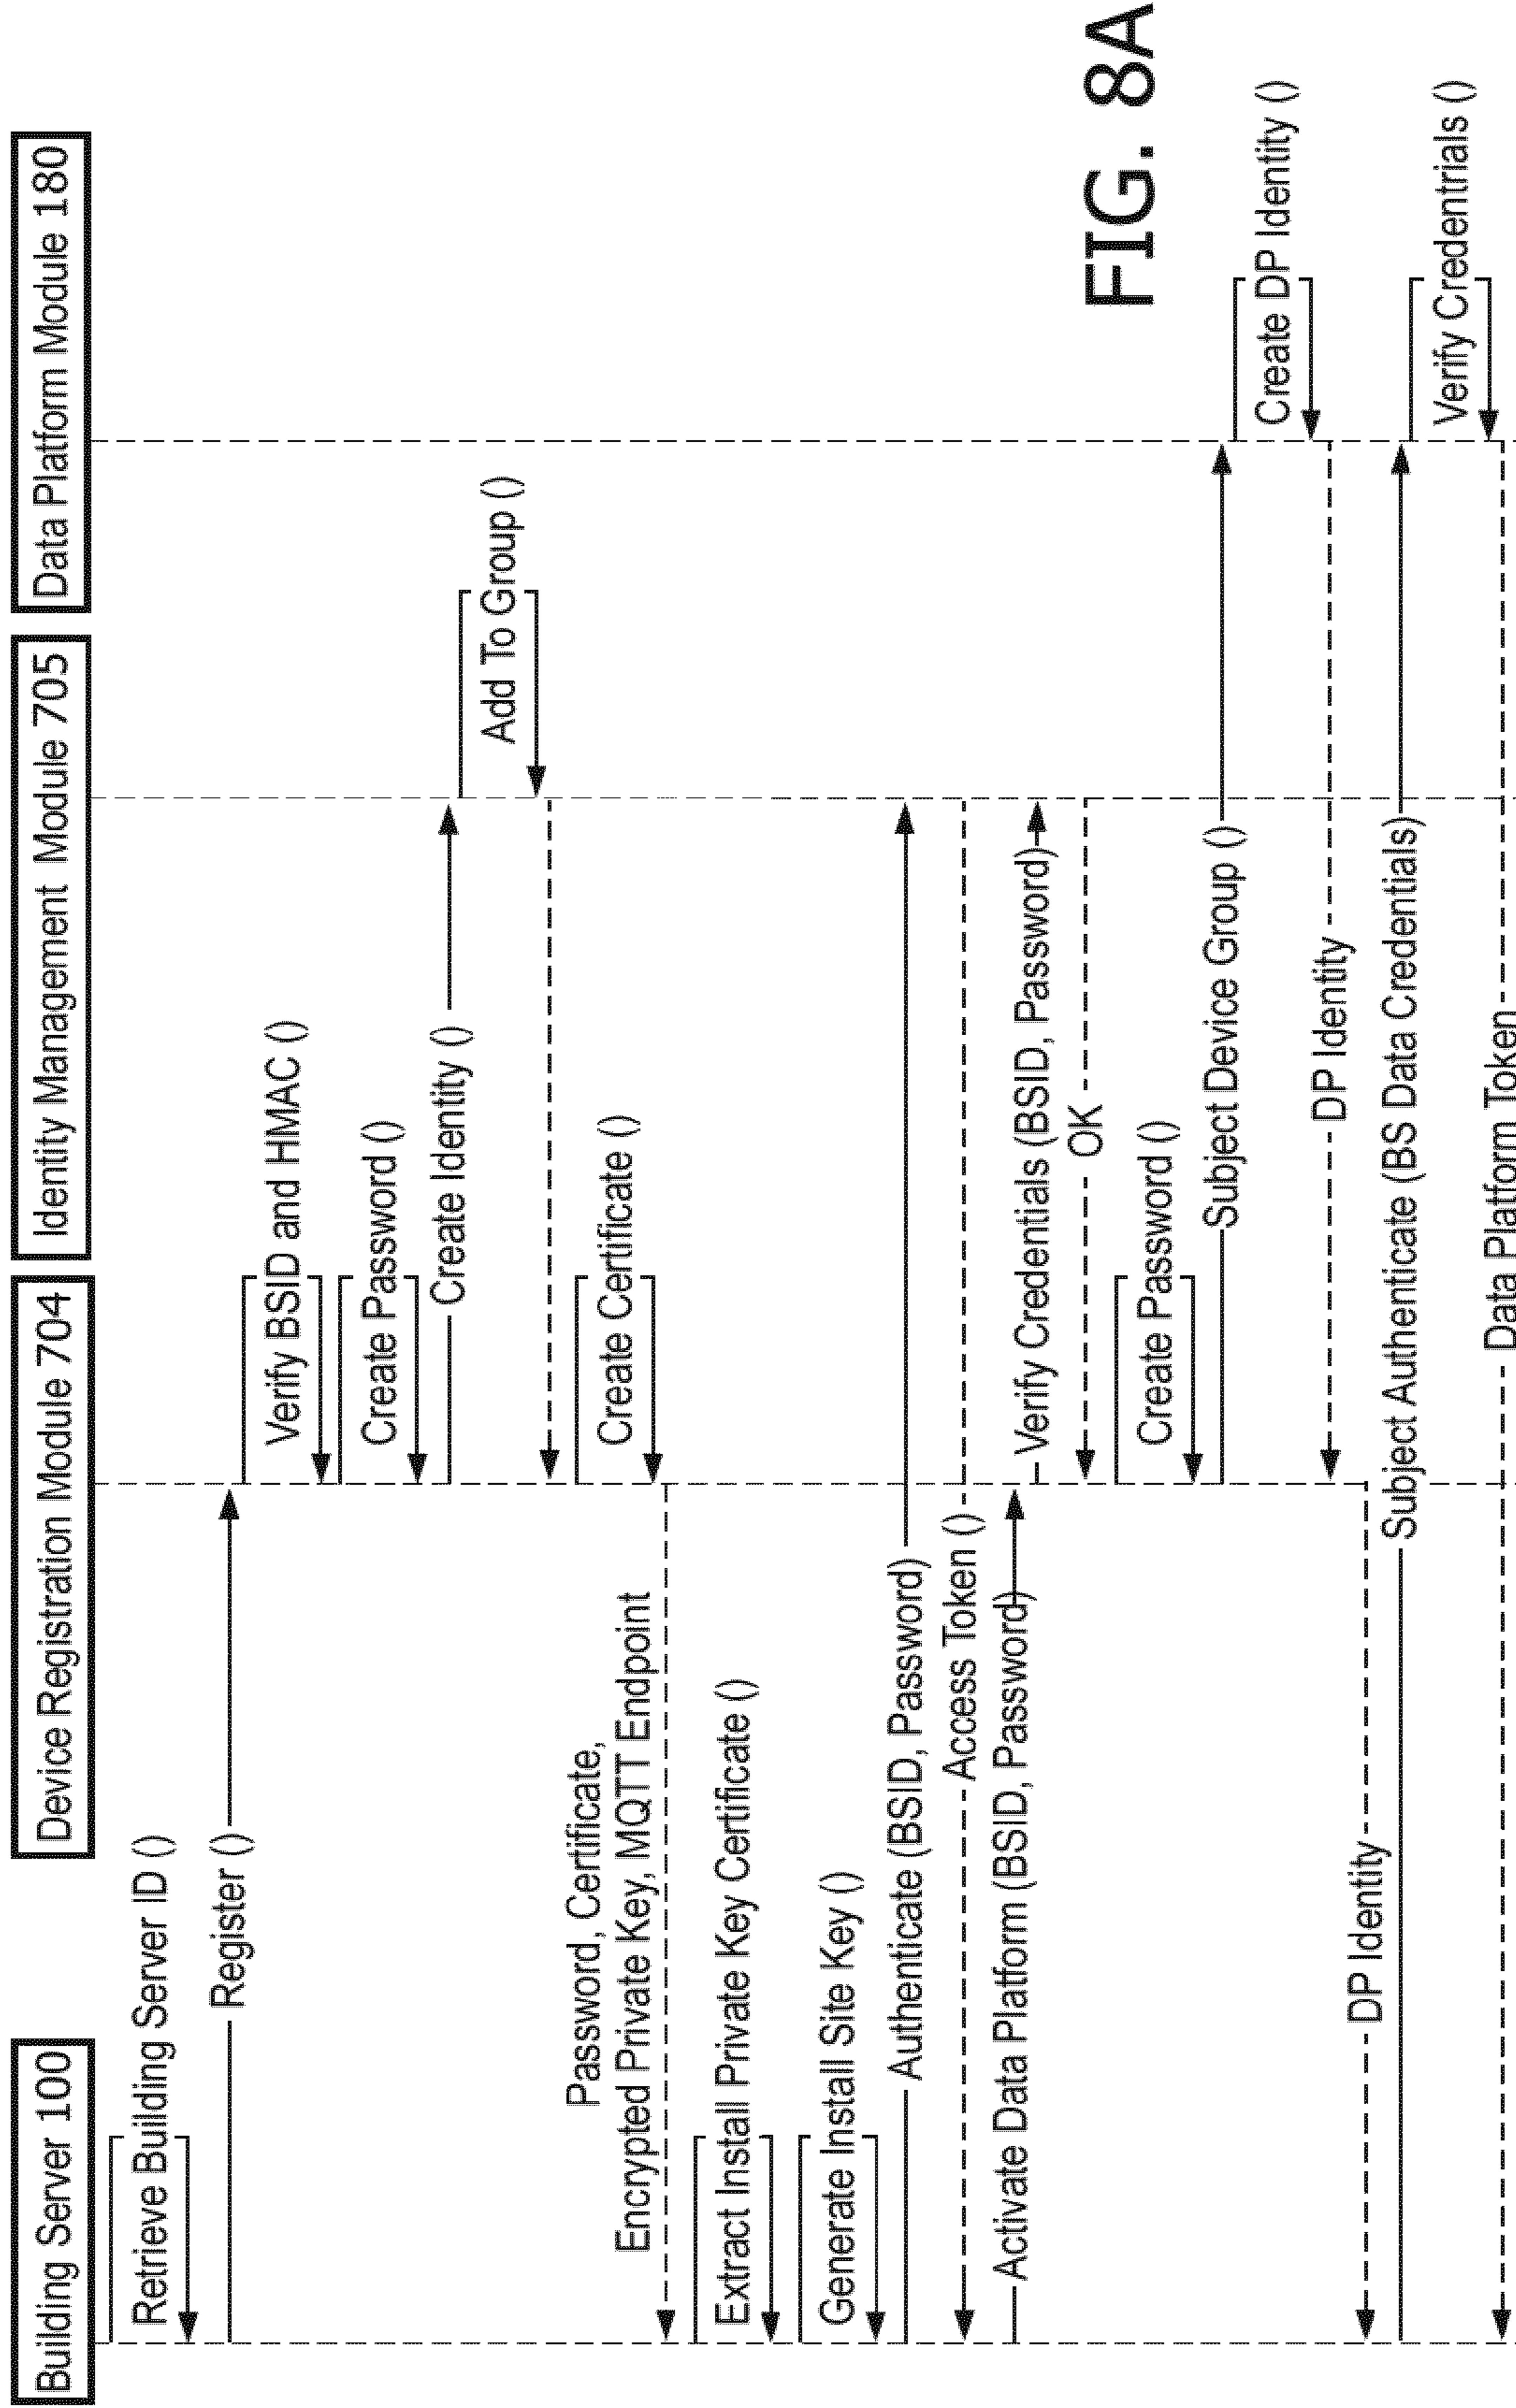 Building Server 100
Device Registration Module 704
Identity Management Module 705
Data Platform Module 180
Retrieve Building Server ID ()
Register ()
Verify BSID and HMAC ()
Create Password ()
Create Identity ()
Add To Group ()
Create Certificate ()
Password, Certificate,
Encrypted Private Key, MQTT Endpoint
Extract Install Private Key Certificate ()
Generate Install Site Key ()
Authenticate (BSID, Password)
Access Token ()
Activate Data Platform (BSID, Password)
Verify Credentials (BSID, Password)
OK
Create Password ()
Subject Device Group ()
Create DP Identity ()
DP Identity
DP Identity
Subject Authenticate (BS Data Credentials)
Verify Credentrials ()
Data Platform Token
FIG. 8A